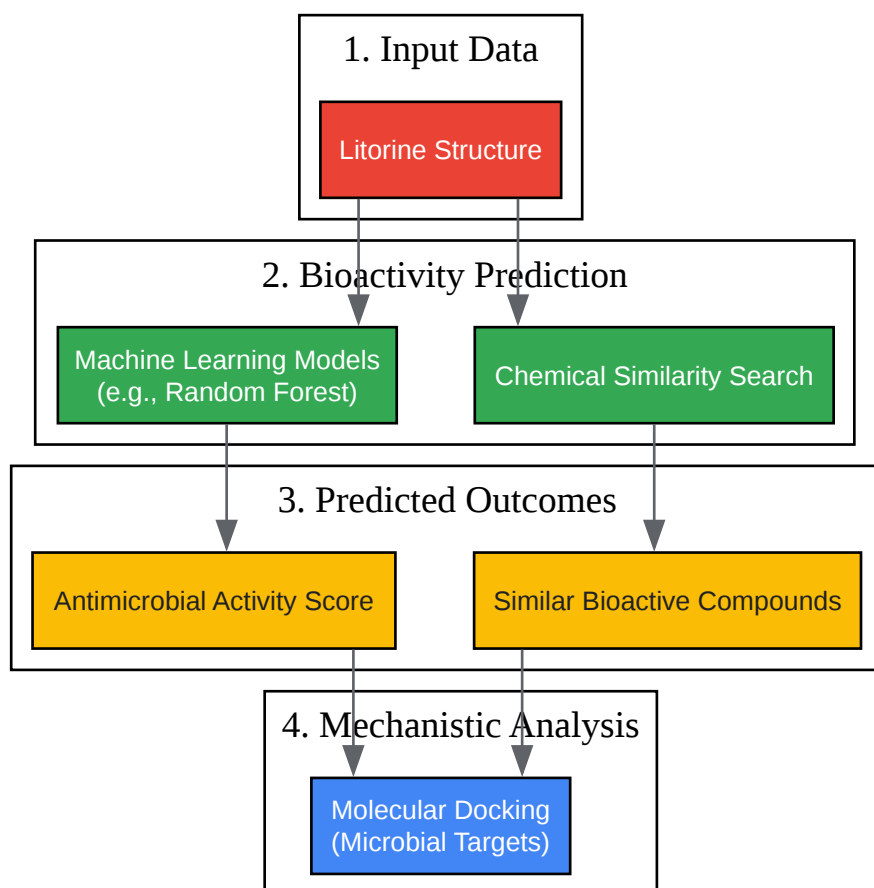 1. Input Data
Litorine Structure
2. Bioactivity Prediction
Machine Learning Models
(e.g., Random Forest)
Chemical Similarity Search
3. Predicted Outcomes
Antimicrobial Activity Score
Similar Bioactive Compounds
4. Mechanistic Analysis
Molecular Docking
(Microbial Targets)